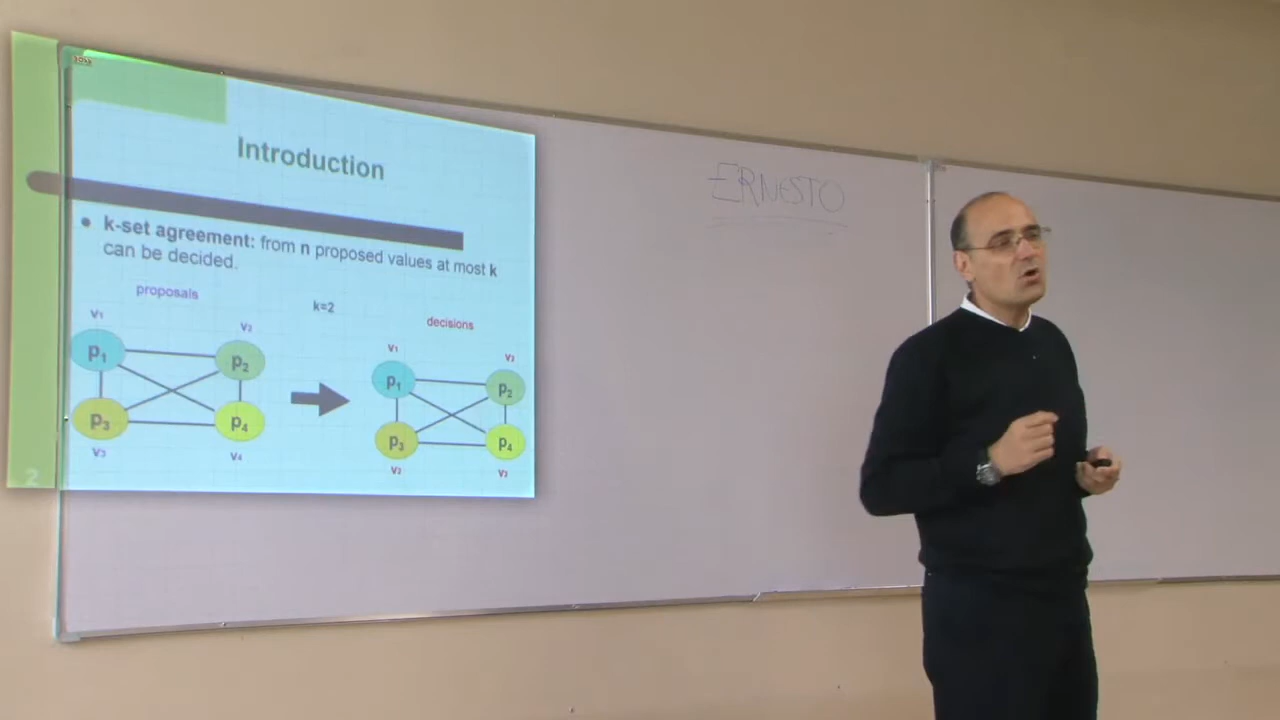 Introduction
k-set agreement: from n proposed values at most k
can be decided.
proposals
k=2
decisions
v1
v2
p1
p2
p3
p4
v3
v4
v1
v2
p1
p2
p3
p4
v2
v2
2
ERNESTO